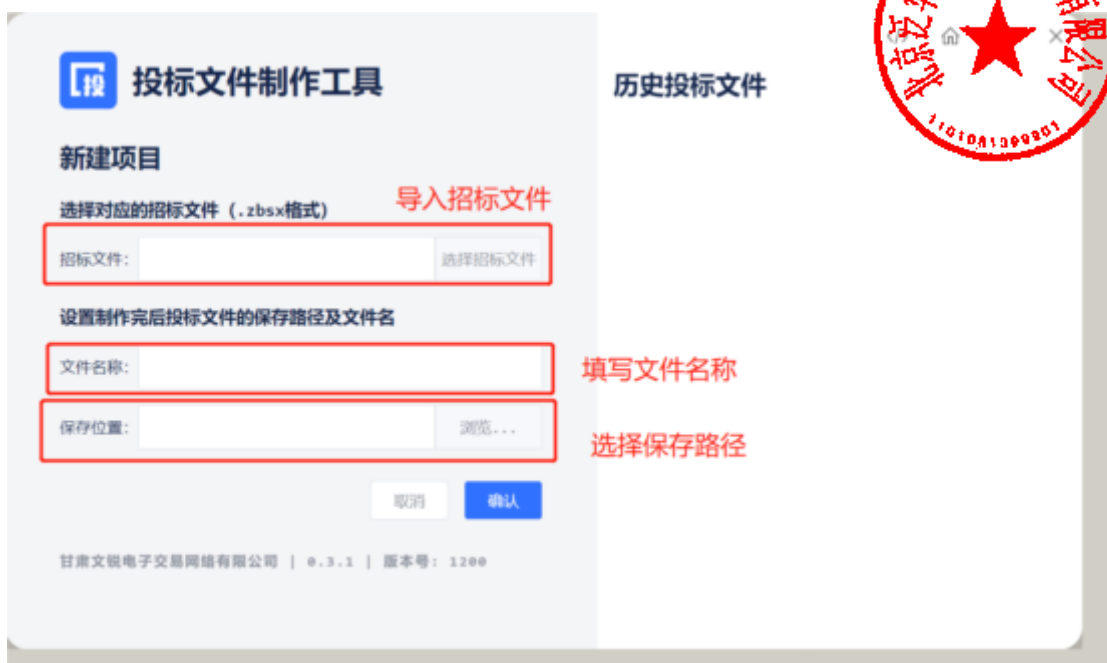 投标文件制作工具
历史投标文件
新建项目
选择对应的招标文件（.zbsx格式）
导入招标文件
招标文件：
选择招标文件
设置制作完后投标文件的保存路径及文件名
文件名称：
填写文件名称
保存位置：
浏览...
选择保存路径
取消
确认
甘肃文锐电子交易网络有限公司 | 0.3.1 | 版本号: 1200